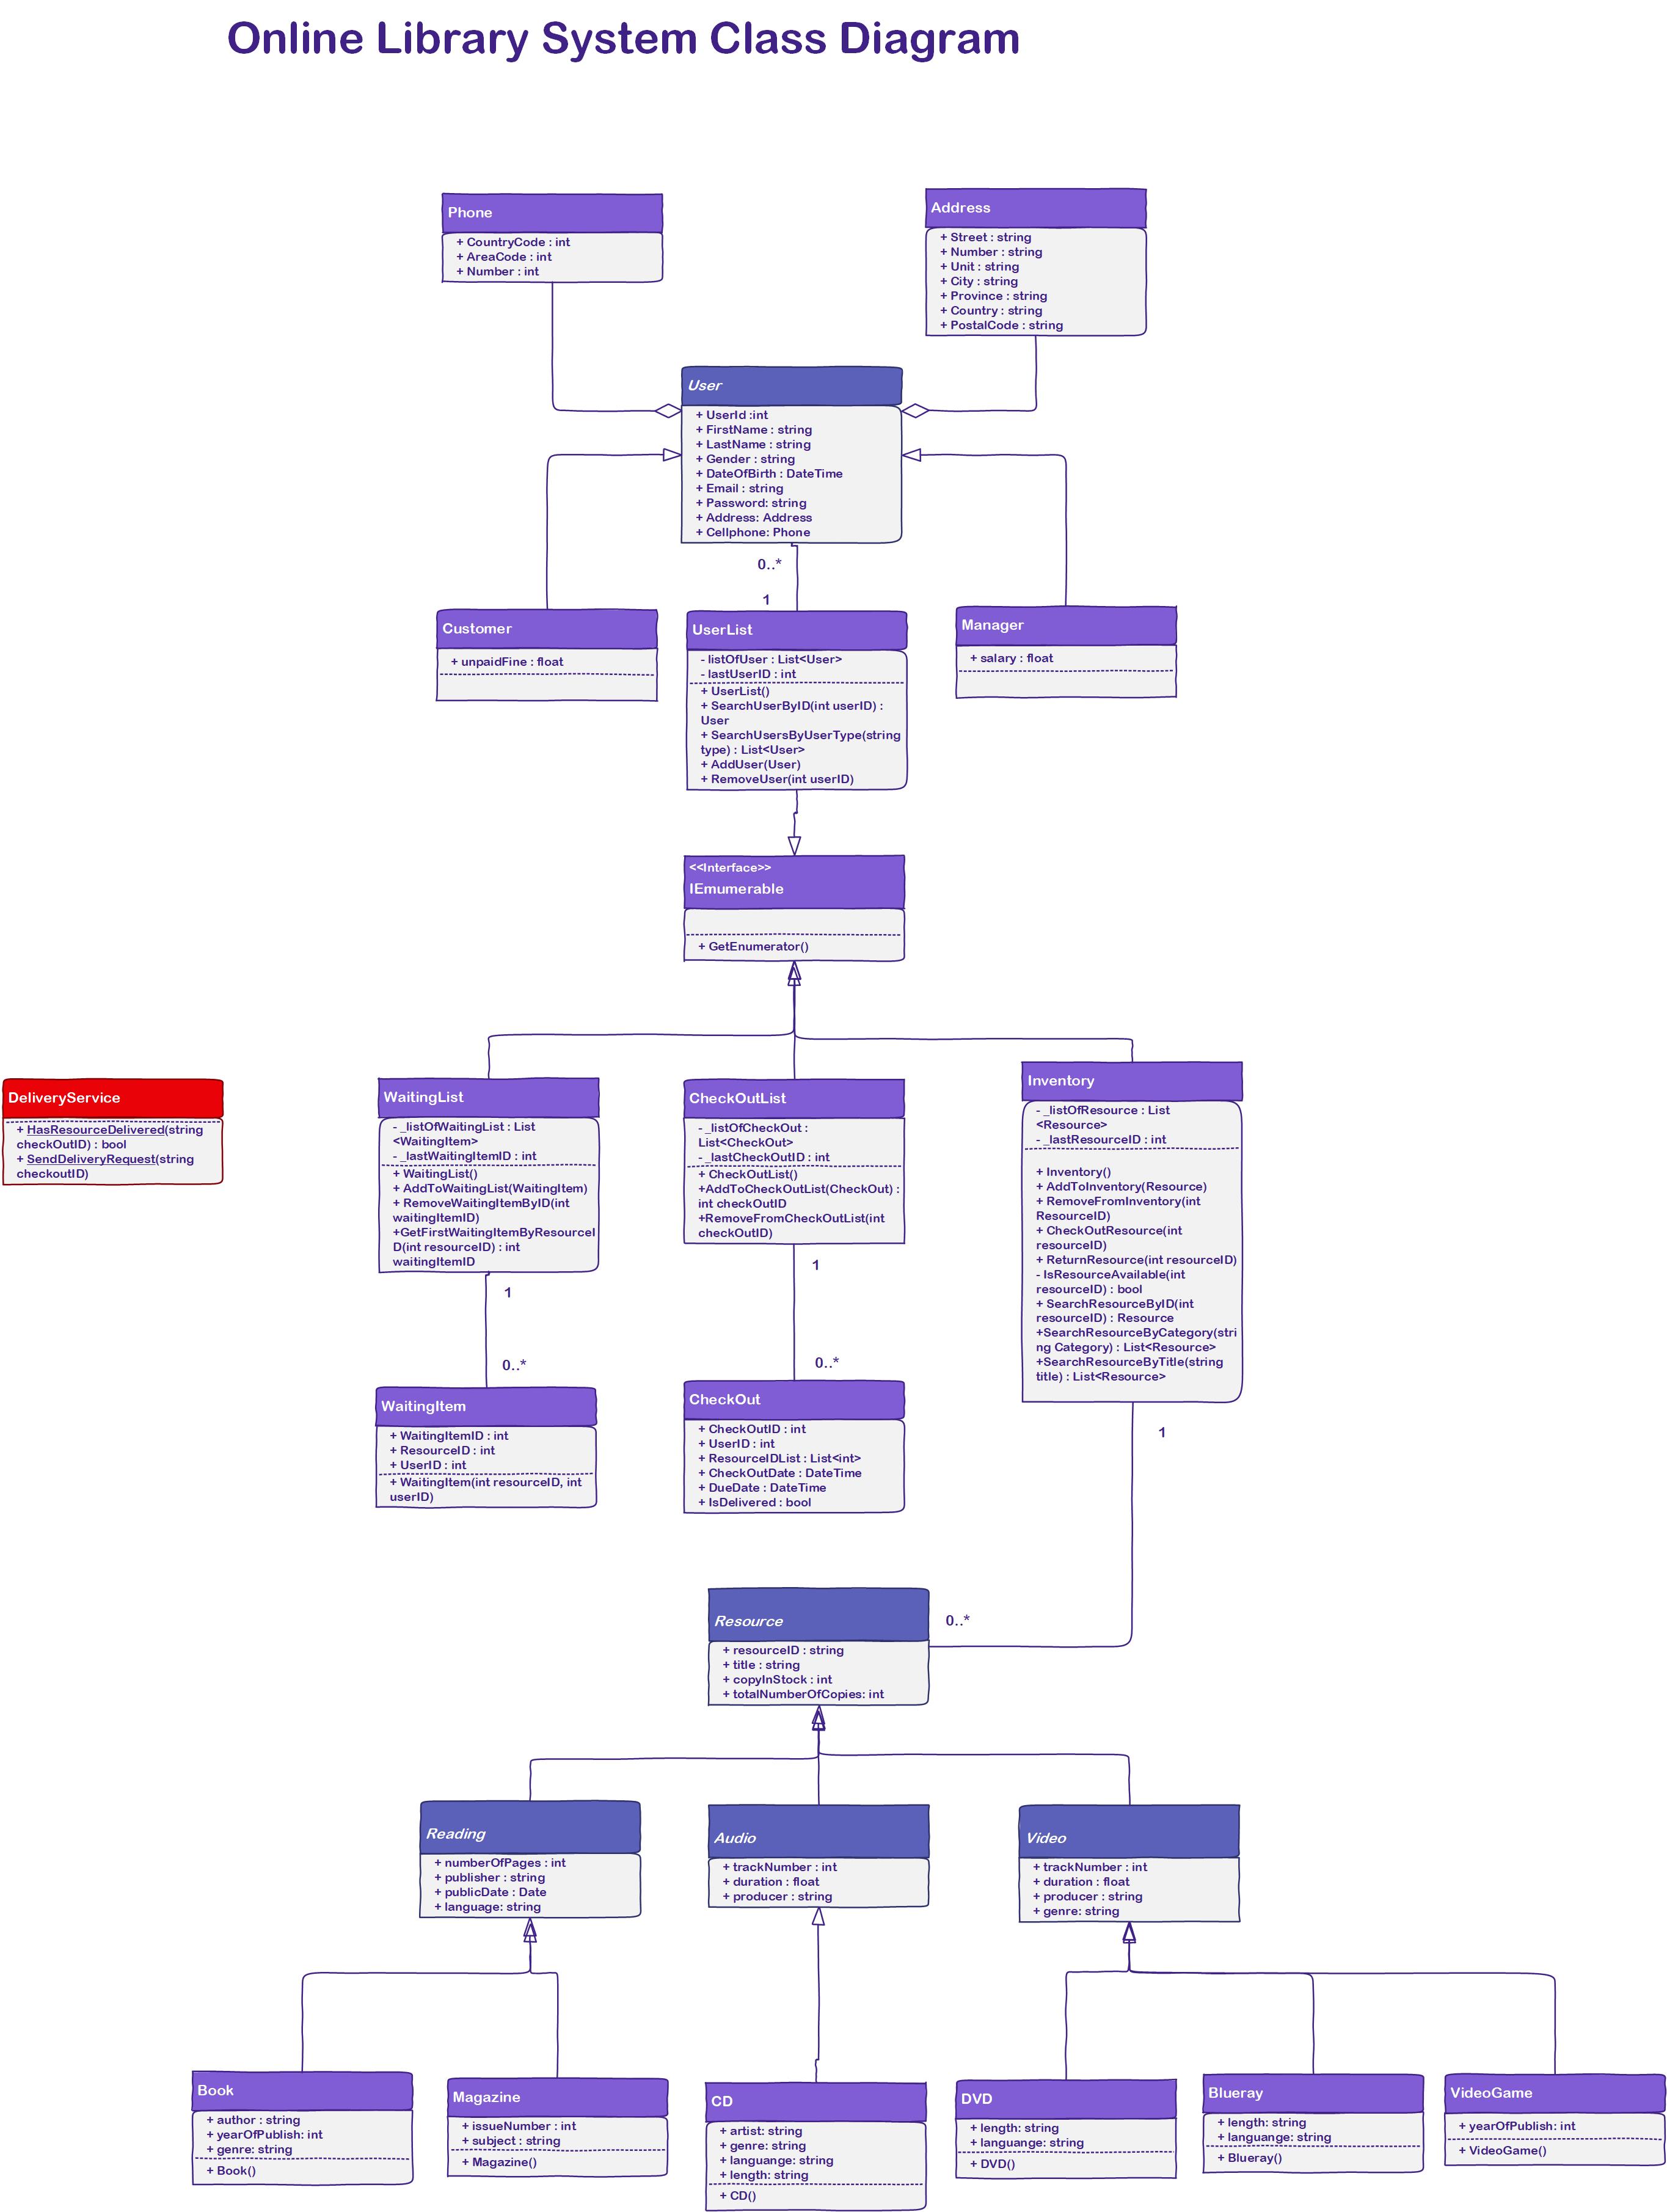 Online Library System Class Diagram
Phone
+ CountryCode : int
+ AreaCode : int
+ Number : int
Address
+ Street : string
+ Number : string
+ Unit : string
+ City : string
+ Province : string
+ Country : string
+ PostalCode : string
User
+ UserId :int
+ FirstName : string
+ LastName : string
+ Gender : string
+ DateOfBirth : DateTime
+ Email : string
+ Password: string
+ Address: Address
+ Cellphone: Phone
0..*
1
Customer
+ unpaidFine : float
UserList
- listOfUser : List<User>
- lastUserID : int
+ UserList()
+ SearchUserByID(int userID) :
User
+ SearchUsersByUserType(string
type) : List<User>
+ AddUser(User)
+ RemoveUser(int userID)
Manager
+ salary : float
<<Interface>>
IEmumerable
+ GetEnumerator()
DeliveryService
+ HasResourceDelivered(string
checkOutID) : bool
+ SendDeliveryRequest(string
checkoutID)
WaitingList
- _listOfWaitingList : List
<WaitingItem>
- _lastWaitingItemID : int
+ WaitingList()
+ AddToWaitingList(WaitingItem)
+ RemoveWaitingItemByID(int
waitingItemID)
+GetFirstWaitingItemByResourceI
D(int resourceID) : int
waitingItemID
1
0..*
CheckOutList
- _listOfCheckOut :
List<CheckOut>
- _lastCheckOutID : int
+ CheckOutList()
+AddToCheckOutList(CheckOut) :
int checkOutID
+RemoveFromCheckOutList(int
checkOutID)
1
0..*
Inventory
- _listOfResource : List
<Resource>
- _lastResourceID : int
+ Inventory()
+ AddToInventory(Resource)
+ RemoveFromInventory(int
ResourceID)
+ CheckOutResource(int
resourceID)
+ ReturnResource(int resourceID)
- IsResourceAvailable(int
resourceID) : bool
+ SearchResourceByID(int
resourceID) : Resource
+SearchResourceByCategory(stri
ng Category) : List<Resource>
+SearchResourceByTitle(string
title) : List<Resource>
1
WaitingItem
+ WaitingItemID : int
+ ResourceID : int
+ UserID : int
+ WaitingItem(int resourceID, int
userID)
CheckOut
+ CheckOutID : int
+ UserID : int
+ ResourceIDList : List<int>
+ CheckOutDate : DateTime
+ DueDate : DateTime
+ IsDelivered : bool
Resource
0..*
+ resourceID : string
+ title : string
+ copyInStock : int
+ totalNumberOfCopies: int
Reading
+ numberOfPages : int
+ publisher : string
+ publicDate : Date
+ language: string
Audio
+ trackNumber : int
+ duration : float
+ producer : string
Video
+ trackNumber : int
+ duration : float
+ producer : string
+ genre: string
Book
+ author : string
+ yearOfPublish: int
+ genre: string
+ Book()
Magazine
+ issueNumber : int
+ subject : string
+ Magazine()
CD
+ artist: string
+ genre: string
+ languange: string
+ length: string
+ CD()
DVD
+ length: string
+ languange: string
+ DVD()
Blueray
+ length: string
+ languange: string
+ Blueray()
VideoGame
+ yearOfPublish: int
+ VideoGame()